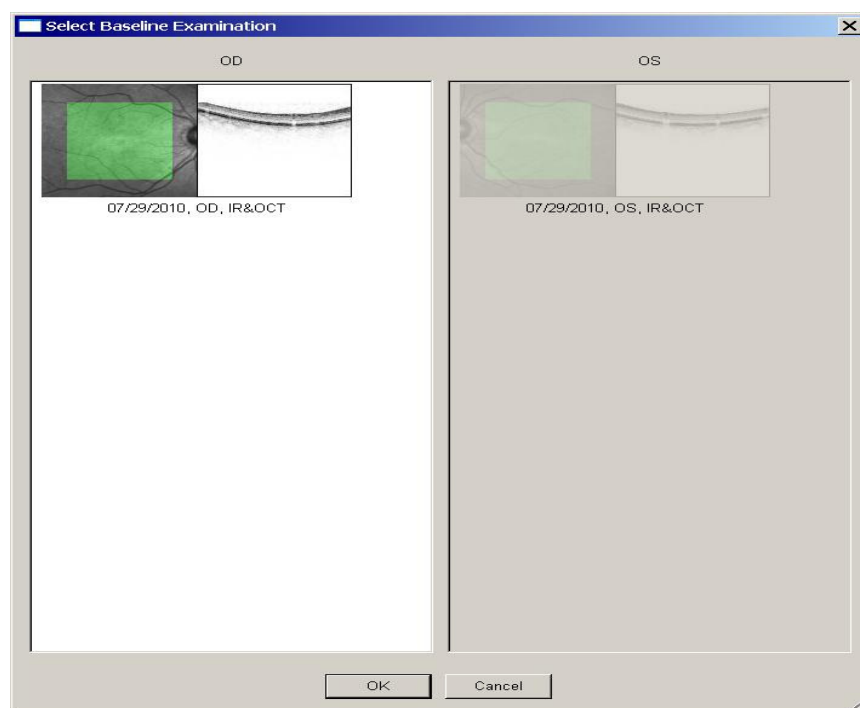 Select Baseline Examination
OD
OS
07/29/2010, OD, IR&OCT
07/29/2010, OS, IR&OCT
OK
Cancel